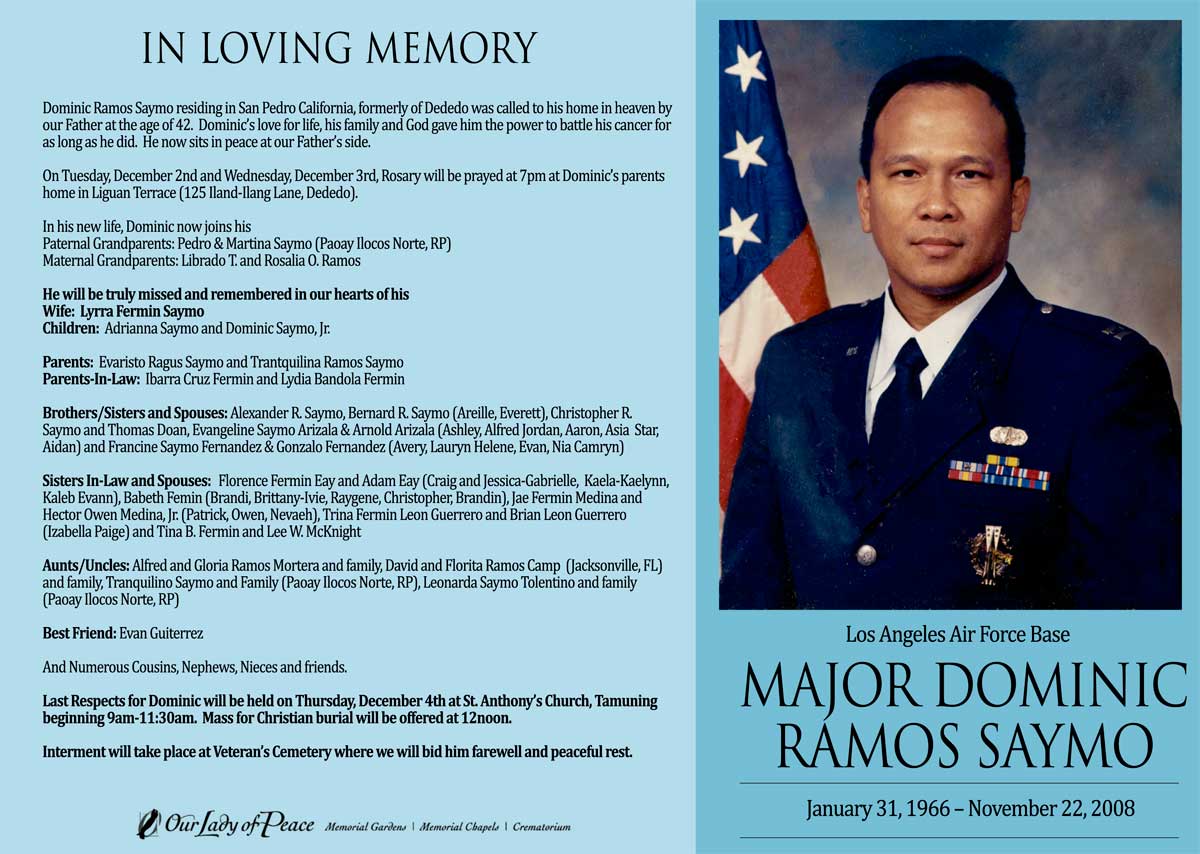 IN LOVING MEMORY
Dominic Ramos Saymo residing in San Pedro California, formerly of Dededo was called to his home in heaven by
our Father at the age of 42. Dominic's love for life, his family and God gave him the power to battle his cancer for
as long as he did. He now sits in peace at our Father's side.
On Tuesday, December 2nd and Wednesday, December 3rd, Rosary will be prayed at 7pm at Dominic's parents
home in Liguan Terrace (125 Iland-Ilang Lane, Dededo).
In his new life, Dominic now joins his
Paternal Grandparents: Pedro & Martina Saymo (Paoay Ilocos Norte, RP)
Maternal Grandparents: Librado T. and Rosalia O. Ramos
He will be truly missed and remembered in our hearts of his
Wife: Lyrra Fermin Saymo
Children: Adrianna Saymo and Dominic Saymo, Jr.
Parents: Evaristo Ragus Saymo and Trantquilina Ramos Saymo
Parents-In-Law: Ibarra Cruz Fermin and Lydia Bandola Fermin
Brothers/Sisters and Spouses: Alexander R. Saymo, Bernard R. Saymo (Areille, Everett), Christopher R.
Saymo and Thomas Doan, Evangeline Saymo Arizala & Arnold Arizala (Ashley, Alfred Jordan, Aaron, Asia Star,
Aidan) and Francine Saymo Fernandez & Gonzalo Fernandez (Avery, Lauryn Helene, Evan, Nia Camryn)
Sisters In-Law and Spouses: Florence Fermin Eay and Adam Eay (Craig and Jessica-Gabrielle, Kaela-Kaelynn,
Kaleb Evann), Babeth Femin (Brandi, Brittany-Ivie, Raygene, Christopher, Brandin), Jae Fermin Medina and
Hector Owen Medina, Jr. (Patrick, Owen, Nevaeh), Trina Fermin Leon Guerrero and Brian Leon Guerrero
(Izabella Paige) and Tina B. Fermin and Lee W. McKnight
Aunts/Uncles: Alfred and Gloria Ramos Mortera and family, David and Florita Ramos Camp (Jacksonville, FL)
and family, Tranquilino Saymo and Family (Paoay Ilocos Norte, RP), Leonarda Saymo Tolentino and family
(Paoay Ilocos Norte, RP)
Best Friend: Evan Guiterrez
And Numerous Cousins, Nephews, Nieces and friends.
Last Respects for Dominic will be held on Thursday, December 4th at St. Anthony's Church, Tamuning
beginning 9am-11:30am. Mass for Christian burial will be offered at 12noon.
Interment will take place at Veteran's Cemetery where we will bid him farewell and peaceful rest.
Our Lady of Peace Memorial Gardens | Memorial Chapels | Crematorium
Los Angeles Air Force Base
MAJOR DOMINIC
RAMOS SAYMO
January 31, 1966 – November 22, 2008